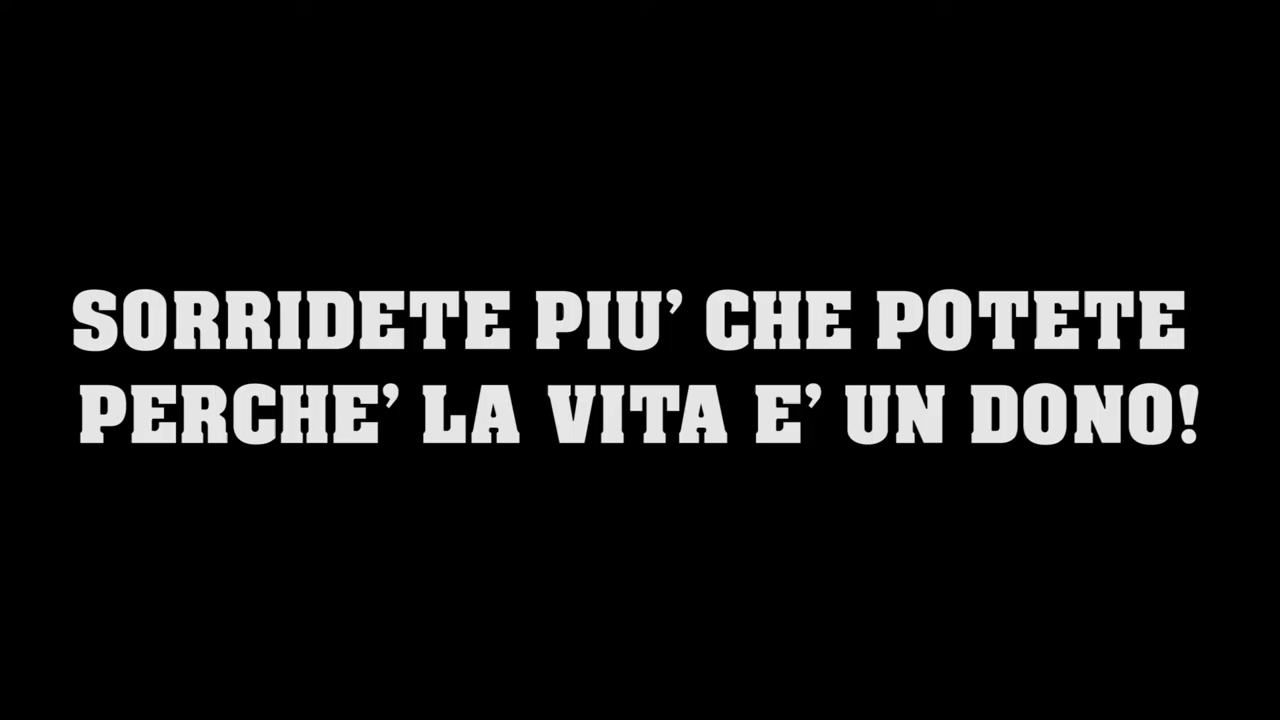 SORRIDETE PIU’ CHE POTETE
PERCHE’ LA VITA E’ UN DONO!